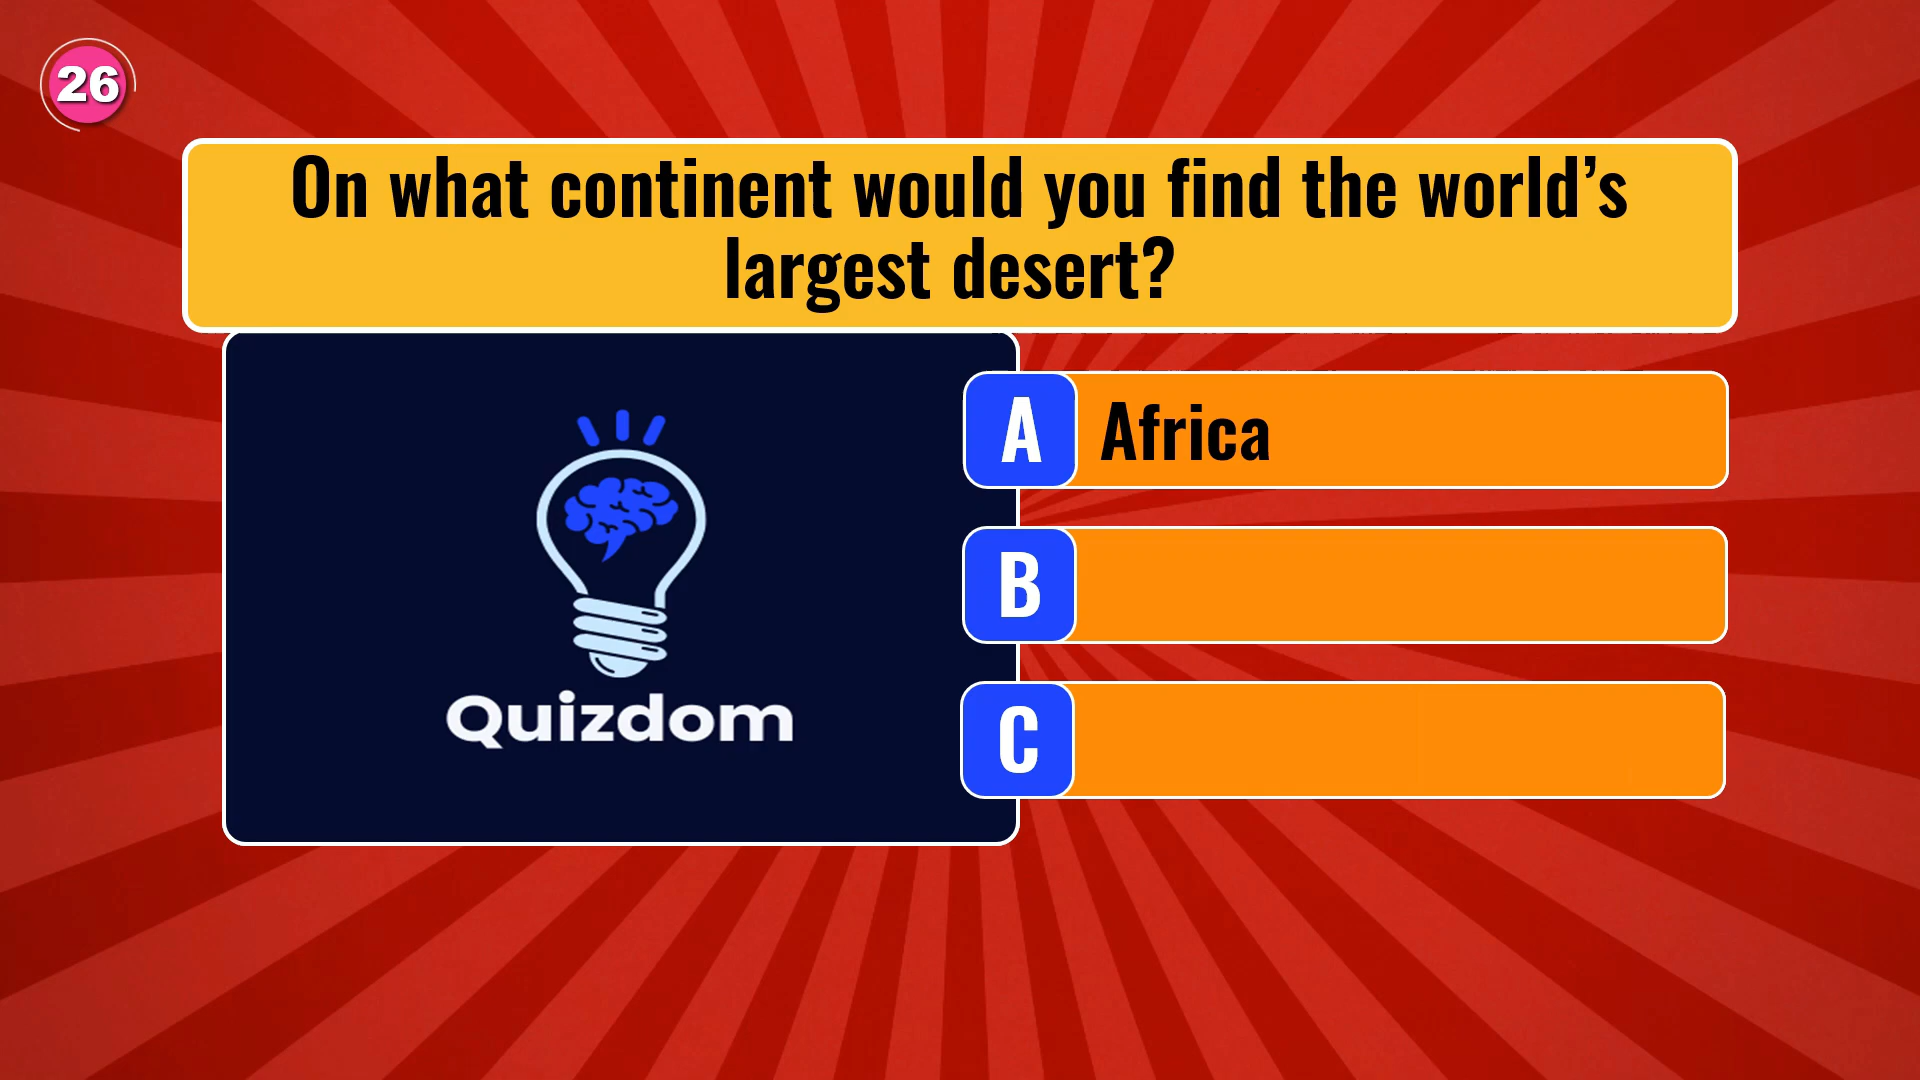 26
On what continent would you find the world’s
largest desert?
A Africa
B
C
Quizdom